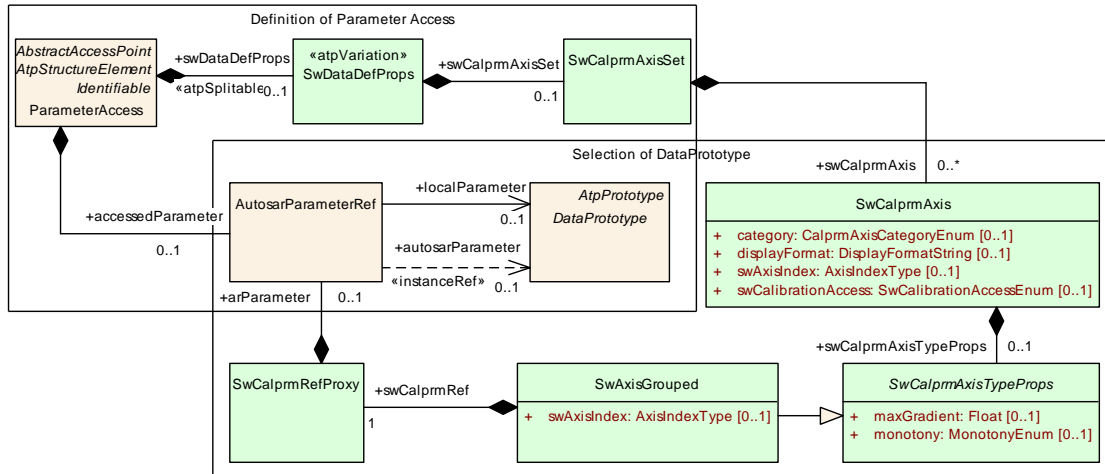 Definition of Parameter Access
AbstractAccessPoint
AtpStructureElement
Identifiable
ParameterAccess
+swDataDefProps
«atpSplitable»
0..1
«atpVariation»
SwDataDefProps
+swCalprmAxisSet
0..1
SwCalprmAxisSet
+swCalprmAxis
0..*
Selection of DataPrototype
+accessedParameter
0..1
AutosarParameterRef
+localParameter
0..1
+autosarParameter
«instanceRef»
0..1
AtpPrototype
DataPrototype
SwCalprmAxis
+ category: CalprmAxisCategoryEnum [0..1]
+ displayFormat: DisplayFormatString [0..1]
+ swAxisIndex: AxisIndexType [0..1]
+ swCalibrationAccess: SwCalibrationAccessEnum [0..1]
+arParameter
0..1
+swCalprmAxisTypeProps
0..1
SwCalprmRefProxy
+swCalprmRef
1
SwAxisGrouped
+ swAxisIndex: AxisIndexType [0..1]
SwCalprmAxisTypeProps
+ maxGradient: Float [0..1]
+ monotony: MonotonyEnum [0..1]